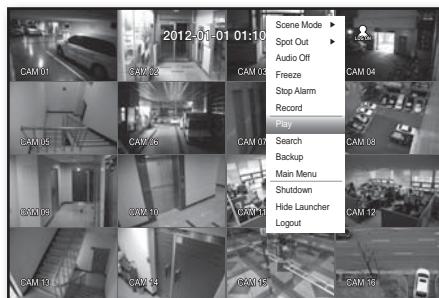 2012-01-01 01:10
LOG ON
Scene Mode
Spot Out
Audio Off
Freeze
Stop Alarm
Record
Play
Search
Backup
Main Menu
Shutdown
Hide Launcher
Logout
CAM 01
CAM 02
CAM 03
CAM 04
CAM 05
CAM 06
CAM 07
CAM 08
CAM 09
CAM 10
CAM 11
CAM 12
CAM 13
CAM 14
CAM 15
CAM 16